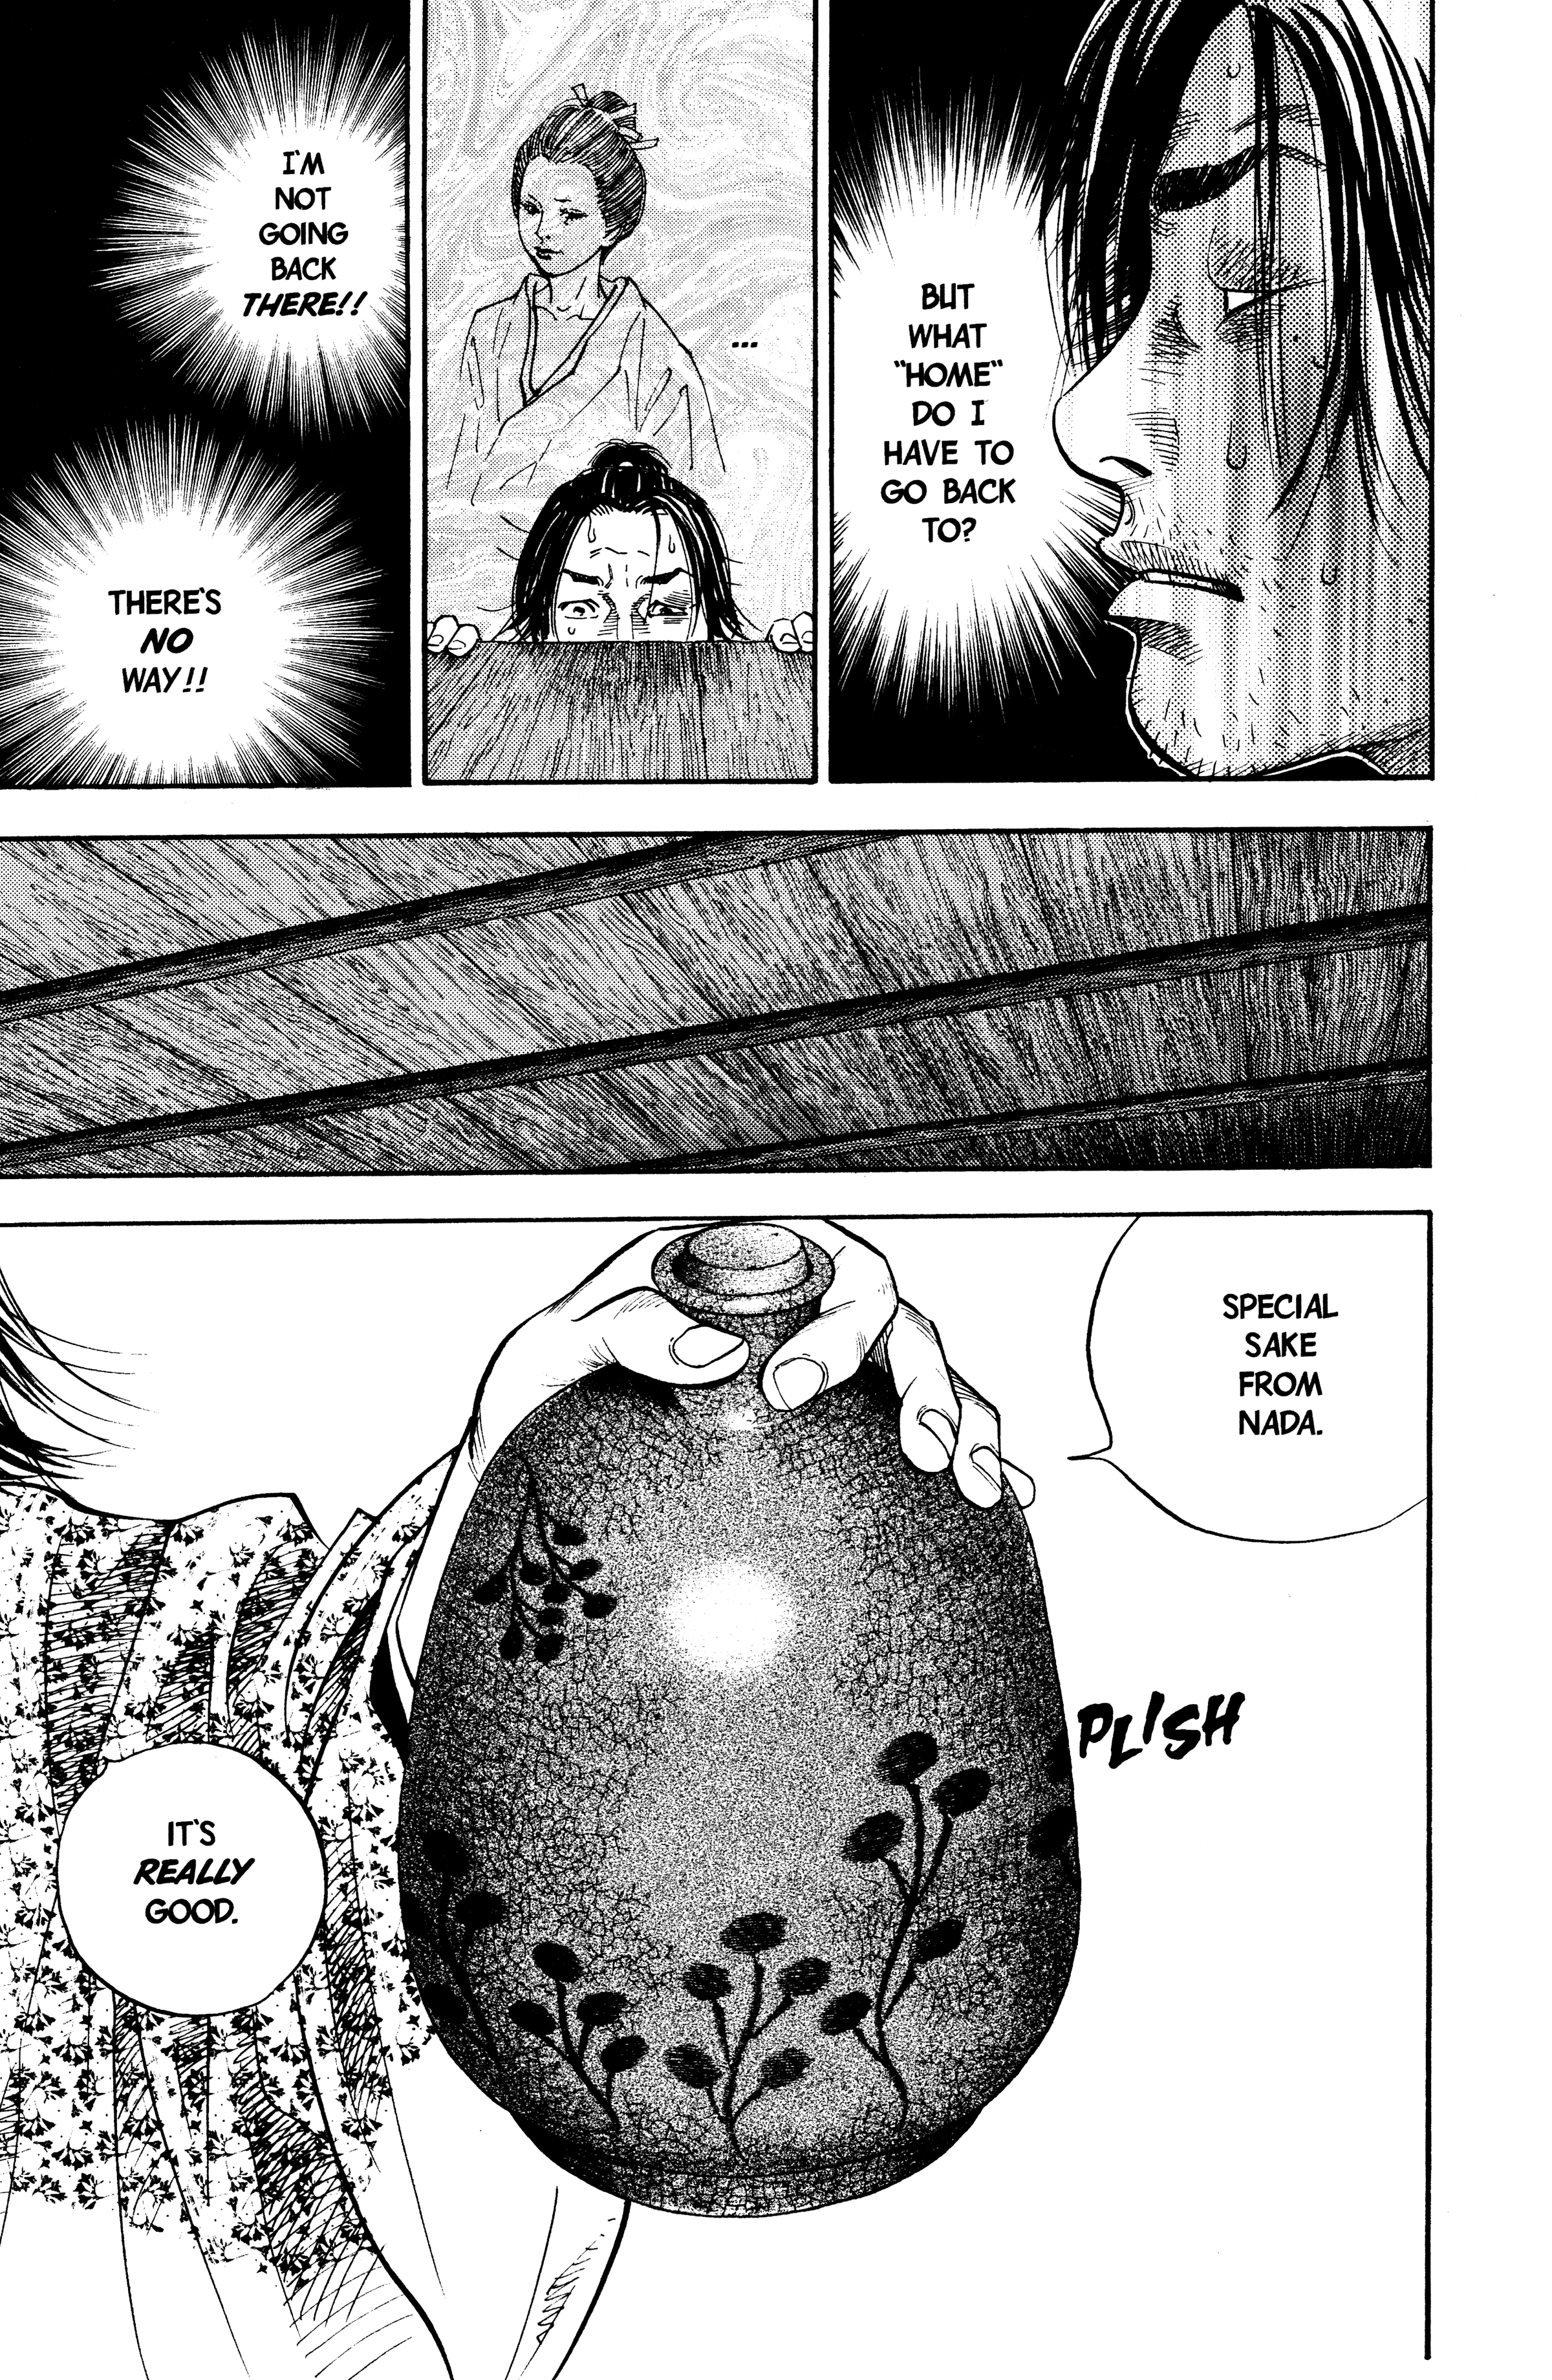 BUT
WHAT
"HOME"
DO I
HAVE TO
GO BACK
TO?
...
I'M
NOT
GOING
BACK
THERE!!
THERE'S
NO
WAY!!
SPECIAL
SAKE
FROM
NADA.
PLISH
IT'S
REALLY
GOOD.